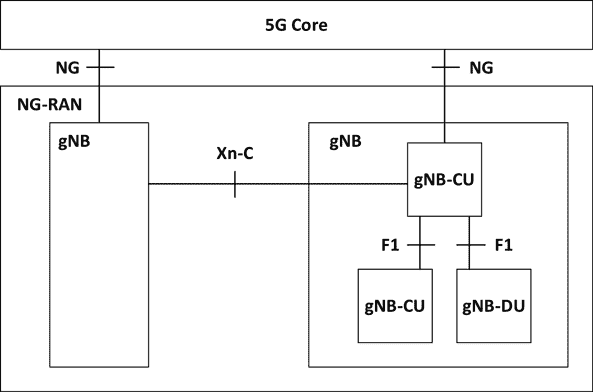 5G Core
NG
NG
NG-RAN
gNB
gNB
Xn-C
gNB-CU
F1
F1
gNB-CU
gNB-DU